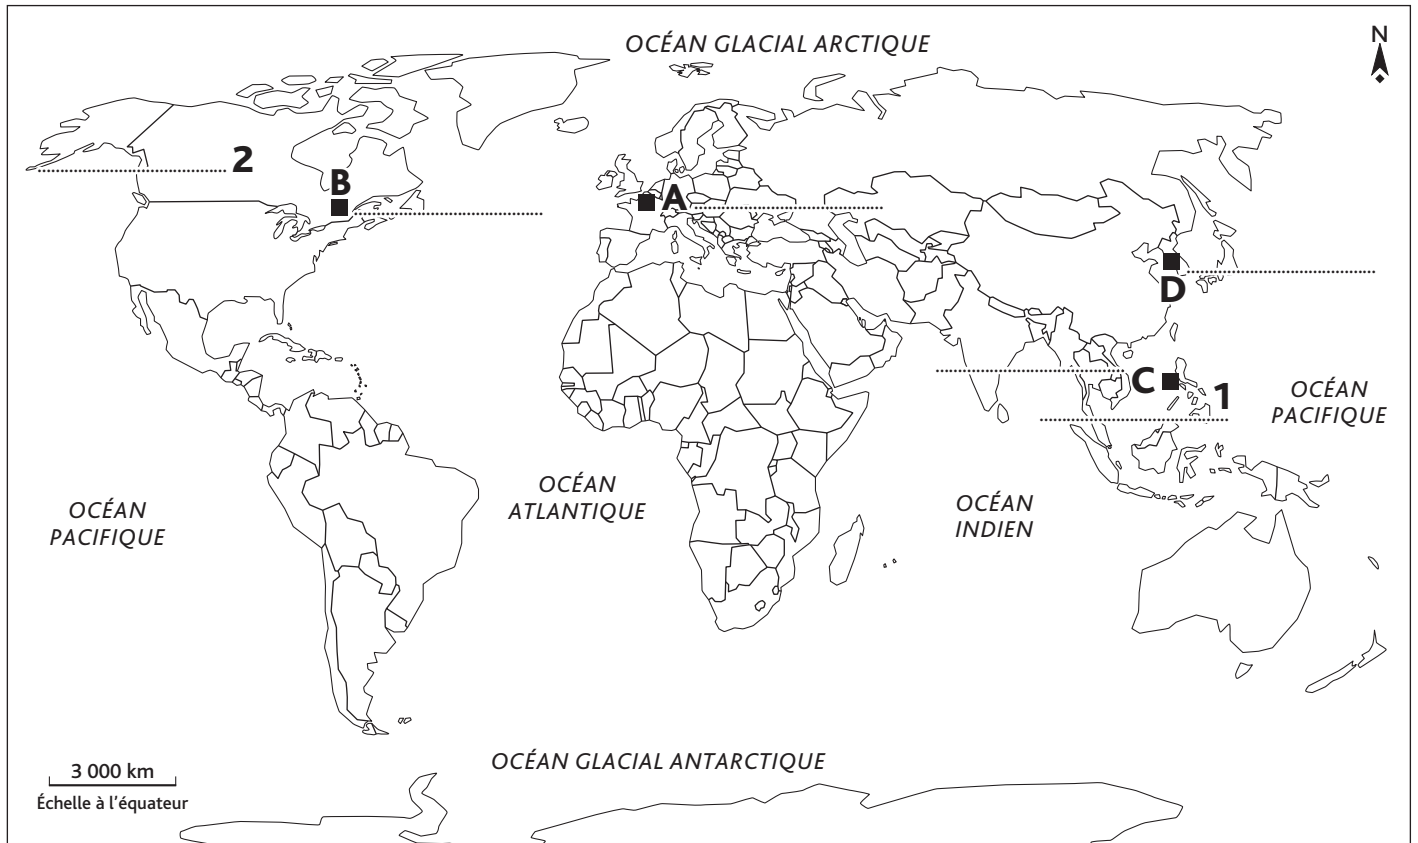 OCÉAN GLACIAL ARCTIQUE
N
2
B
A
D
C
1
OCÉAN
PACIFIQUE
OCÉAN
ATLANTIQUE
OCÉAN
INDIEN
OCÉAN
PACIFIQUE
OCÉAN GLACIAL ANTARCTIQUE
3 000 km
Échelle à l'équateur